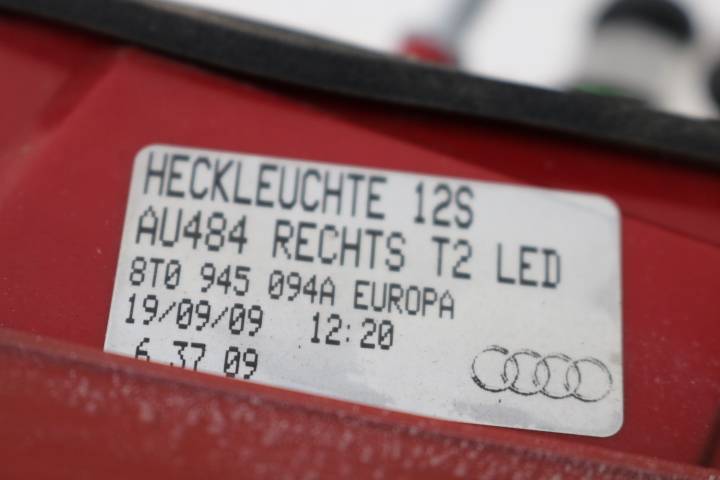 HECKLEUCHTE 12S
AU484 RECHTS T2 LED
8T0 945 094A EUROPA
19/09/09 12:20
6 37 09